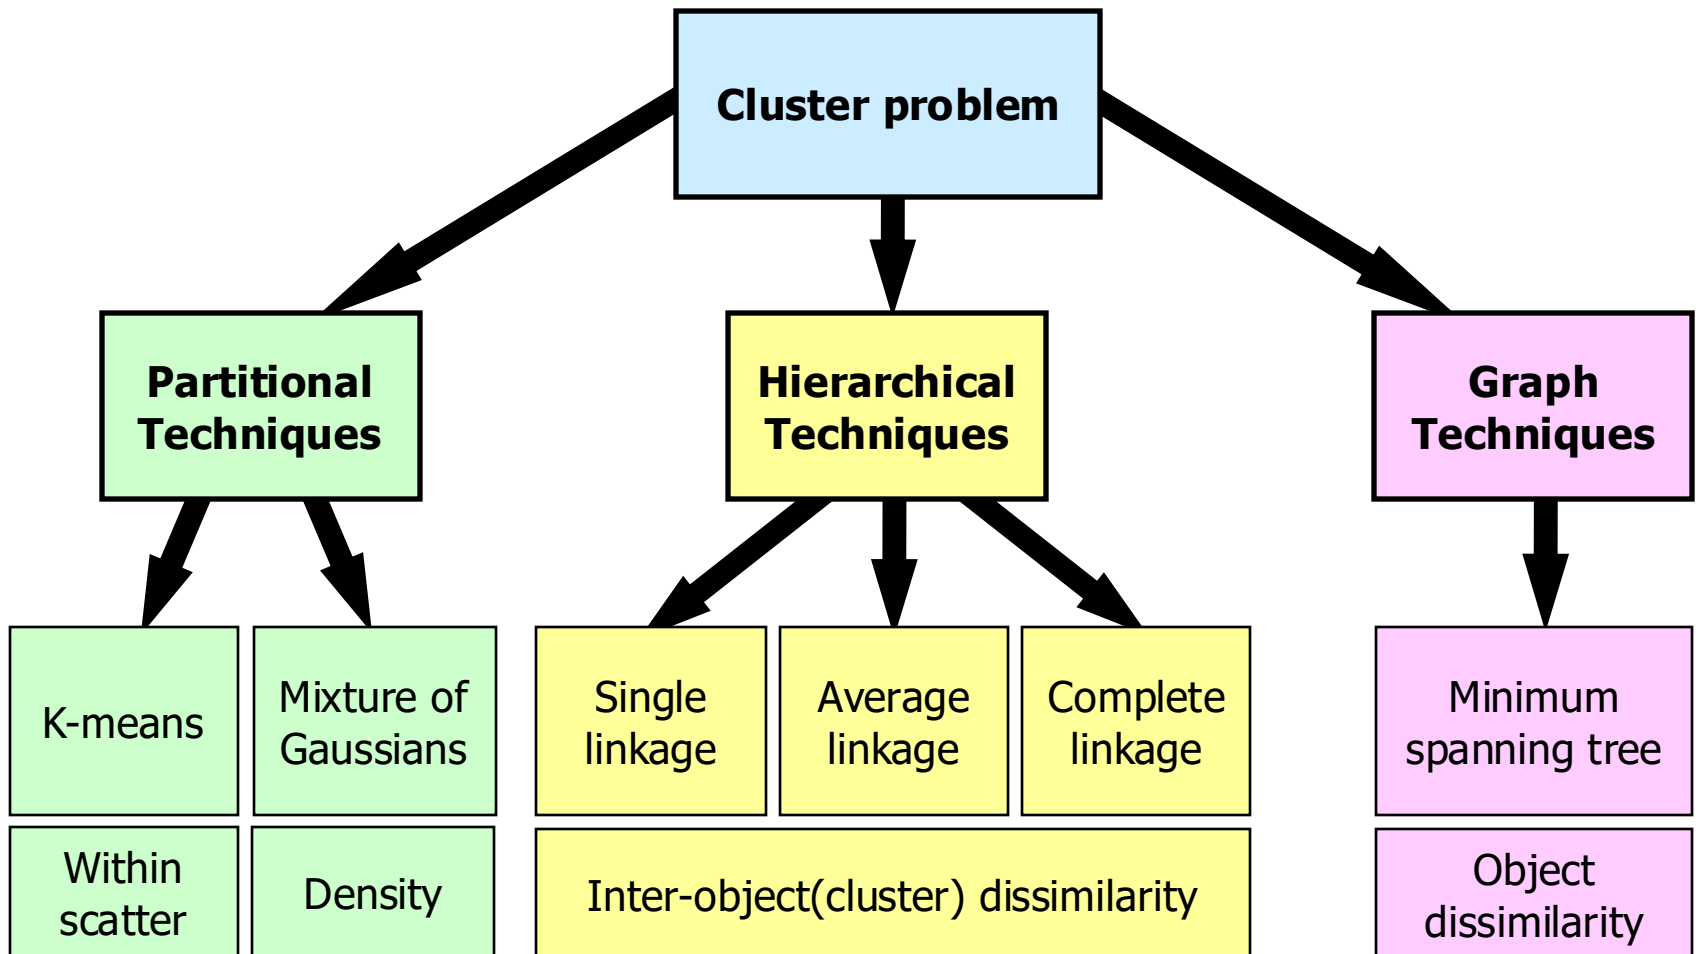 Cluster problem
Partitional
Techniques
Hierarchical
Techniques
Graph
Techniques
K-means
Mixture of
Gaussians
Single
linkage
Average
linkage
Complete
linkage
Minimum
spanning tree
Within
scatter
Density
Inter-object(cluster) dissimilarity
Object
dissimilarity